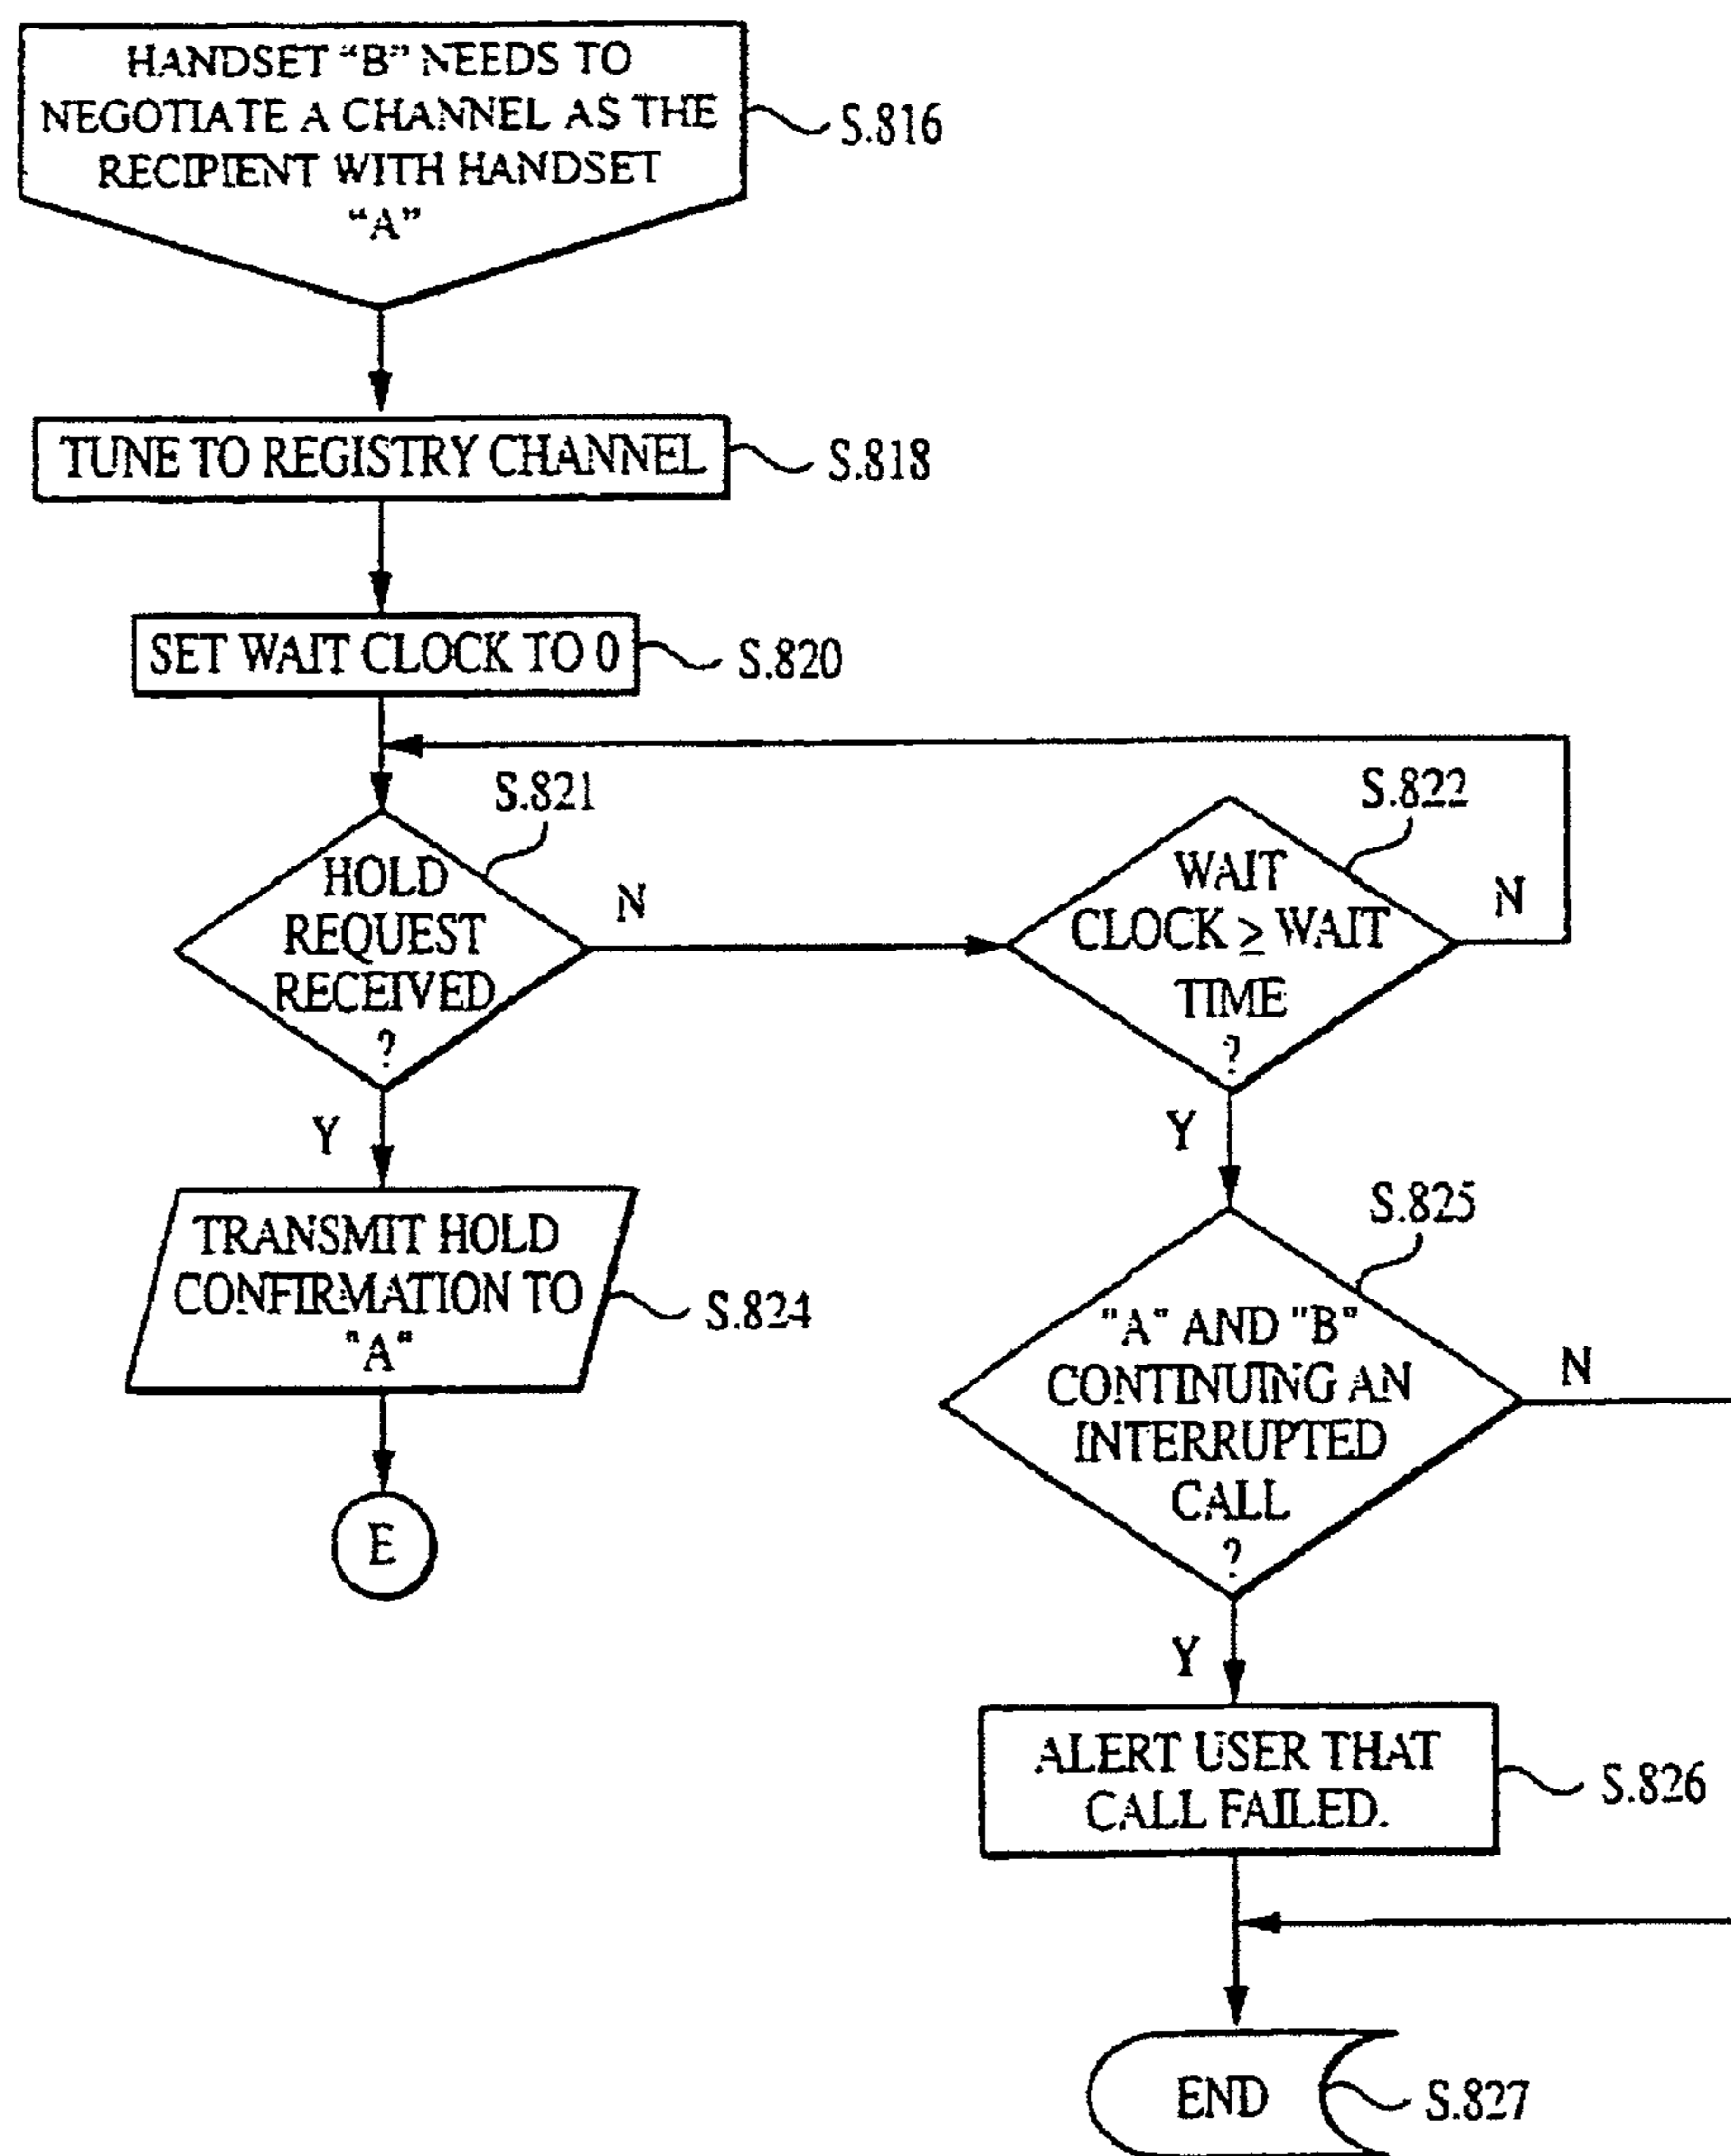 HANDSET “B” NEEDS TO
NEGOTIATE A CHANNEL AS THE
RECIPIENT WITH HANDSET
“A”
S.816
TUNE TO REGISTRY CHANNEL
S.818
SET WAIT CLOCK TO 0
S.820
S.821
HOLD
REQUEST
RECEIVED
?
N
Y
S.822
WAIT
CLOCK ≥ WAIT
TIME
?
N
Y
TRANSMIT HOLD
CONFIRMATION TO
"A"
S.824
E
S.825
"A" AND "B"
CONTINUING AN
INTERRUPTED
CALL
?
N
Y
ALERT USER THAT
CALL FAILED.
S.826
END
S.827